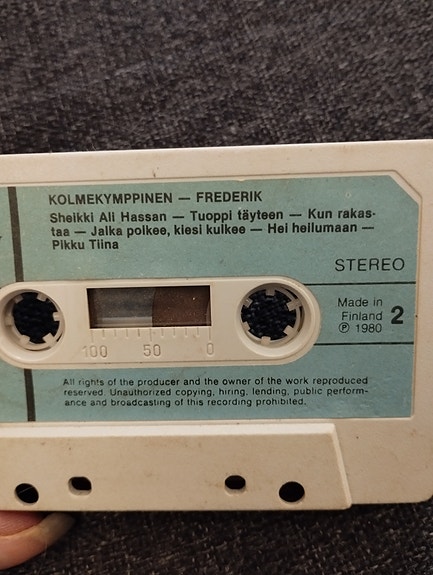 KOLMEKYMPPINEN — FREDERIK
Sheikki Ali Hassan — Tuoppi täyteen — Kun rakas-
taa — Jalka polkee, kiesi kulkee — Hei heilumaan —
Pikku Tiina
STEREO
Made in
Finland
℗ 1980
2
100 50 0
All rights of the producer and the owner of the work reproduced
reserved. Unauthorized copying, hiring, lending, public perform-
ance and broadcasting of this recording prohibited.